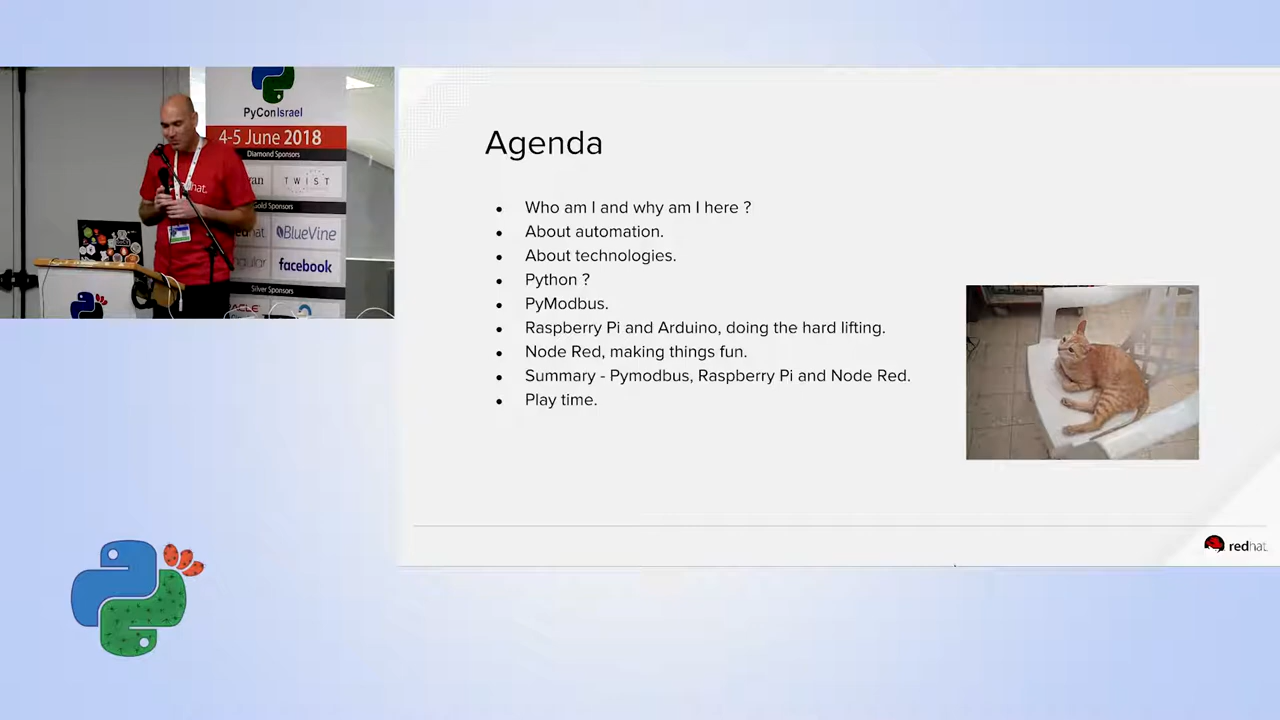 PyConIsrael
4-5 June 2018
Diamond Sponsors
TWIST
Gold Sponsors
BlueVine
facebook
Silver Sponsors
Agenda
• Who am I and why am I here ?
• About automation.
• About technologies.
• Python ?
• PyModbus.
• Raspberry Pi and Arduino, doing the hard lifting.
• Node Red, making things fun.
• Summary - Pymodbus, Raspberry Pi and Node Red.
• Play time.
redhat.